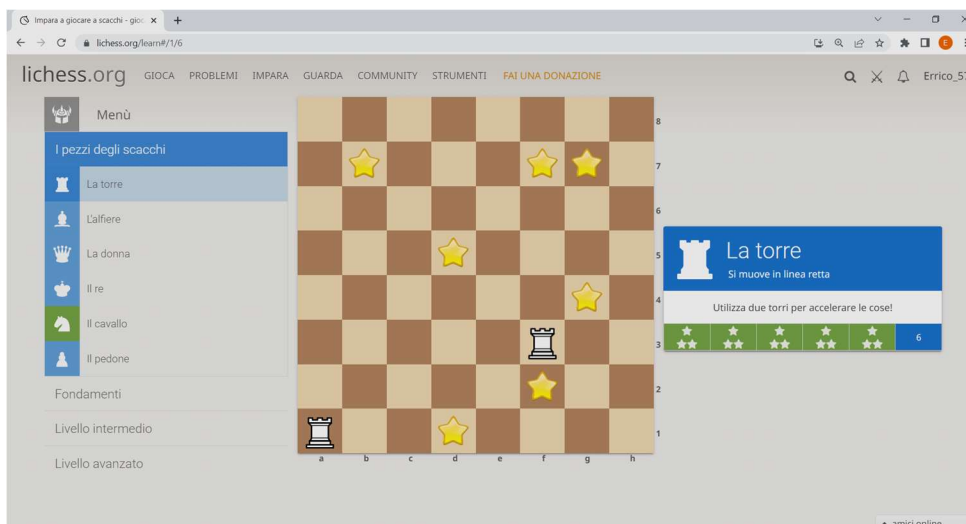 Impara a giocare a scacchi - gioc
lichess.org/learn#/1/6
E
lichess.org GIOCA PROBLEMI IMPARA GUARDA COMMUNITY STRUMENTI FAI UNA DONAZIONE Errico_57
Menù
I pezzi degli scacchi
La torre
L'alfiere
La donna
Il re
Il cavallo
Il pedone
Fondamenti
Livello intermedio
Livello avanzato
8
7
6
5
4
3
2
1
a b c d e f g h
La torre
Si muove in linea retta
Utilizza due torri per accelerare le cose!
6
amici online